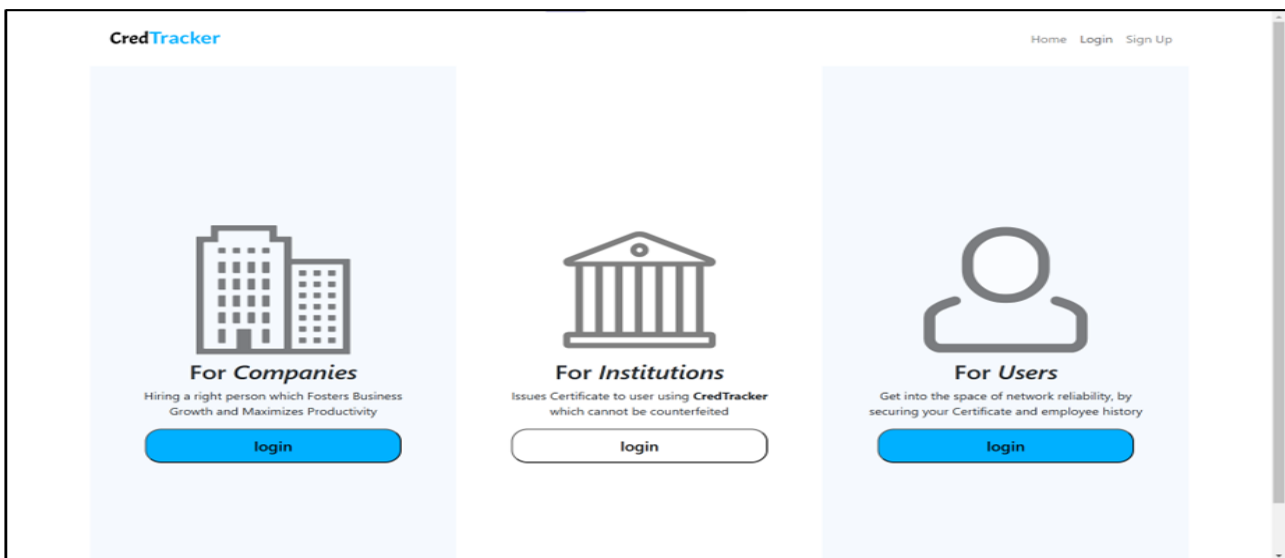 CredTracker
Home Login Sign Up
For Companies
Hiring a right person which Fosters Business
Growth and Maximizes Productivity
login
For Institutions
Issues Certificate to user using CredTracker
which cannot be counterfeited
login
For Users
Get into the space of network reliability, by
securing your Certificate and employee history
login